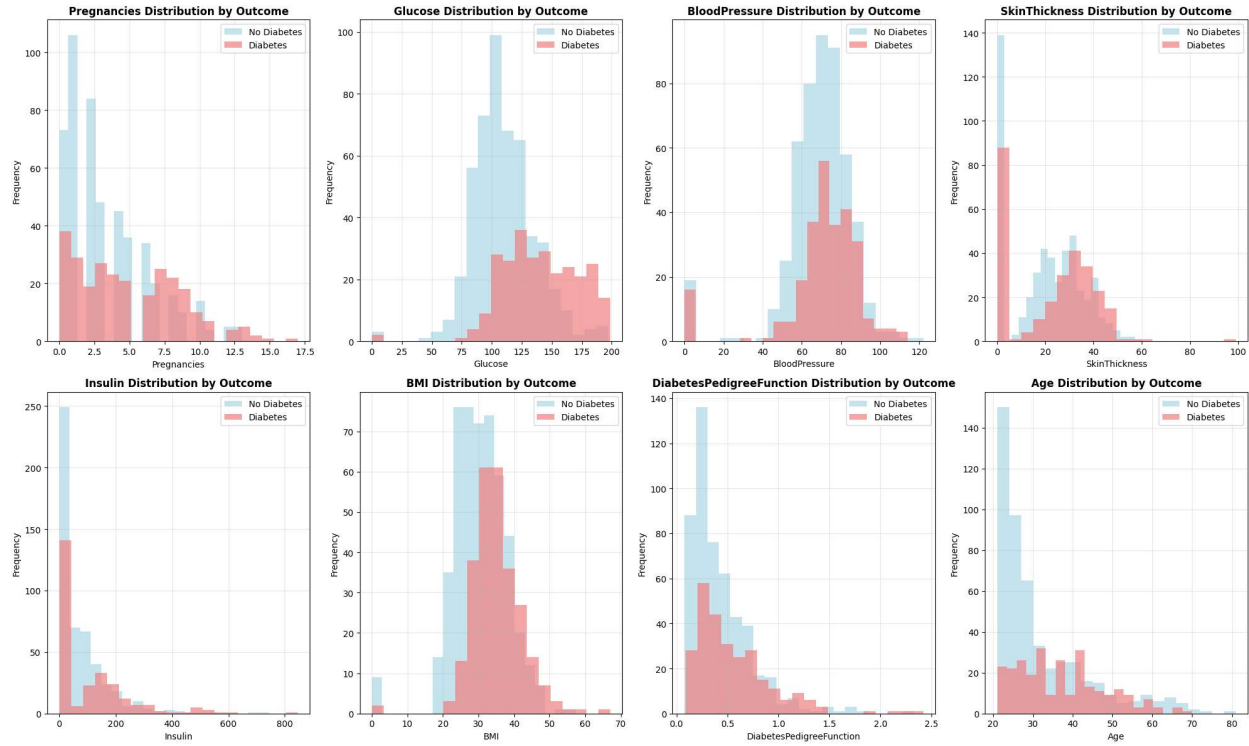 Pregnancies Distribution by Outcome
No Diabetes
Diabetes
Frequency
100
80
60
40
20
0
0.0 2.5 5.0 7.5 10.0 12.5 15.0 17.5
Pregnancies
Glucose Distribution by Outcome
No Diabetes
Diabetes
Frequency
100
80
60
40
20
0
0 25 50 75 100 125 150 175 200
Glucose
BloodPressure Distribution by Outcome
No Diabetes
Diabetes
Frequency
80
60
40
20
0
0 20 40 60 80 100 120
BloodPressure
SkinThickness Distribution by Outcome
No Diabetes
Diabetes
Frequency
140
120
100
80
60
40
20
0
0 20 40 60 80 100
SkinThickness
Insulin Distribution by Outcome
No Diabetes
Diabetes
Frequency
250
200
150
100
50
0
0 200 400 600 800
Insulin
BMI Distribution by Outcome
No Diabetes
Diabetes
Frequency
70
60
50
40
30
20
10
0
0 10 20 30 40 50 60 70
BMI
DiabetesPedigreeFunction Distribution by Outcome
No Diabetes
Diabetes
Frequency
140
120
100
80
60
40
20
0
0.0 0.5 1.0 1.5 2.0 2.5
DiabetesPedigreeFunction
Age Distribution by Outcome
No Diabetes
Diabetes
Frequency
140
120
100
80
60
40
20
0
20 30 40 50 60 70 80
Age